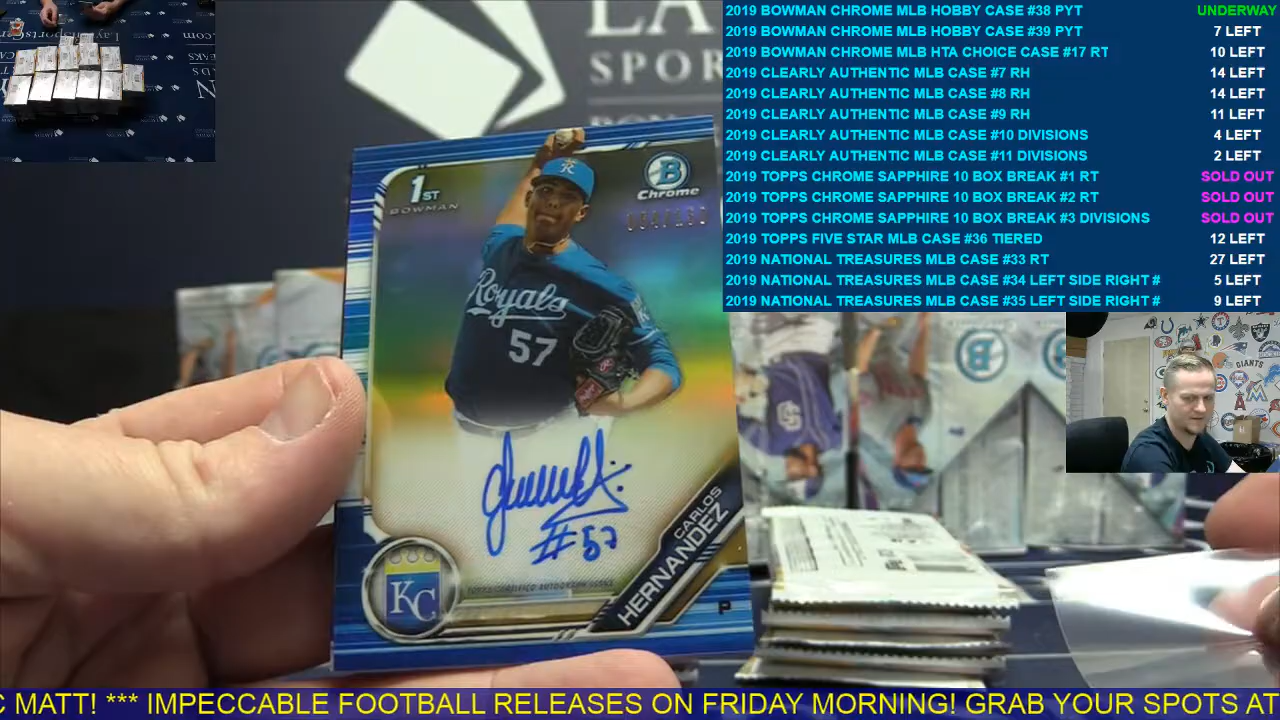 2019 BOWMAN CHROME MLB HOBBY CASE #38 PYT UNDERWAY
2019 BOWMAN CHROME MLB HOBBY CASE #39 PYT 7 LEFT
2019 BOWMAN CHROME MLB HTA CHOICE CASE #17 RT 10 LEFT
2019 CLEARLY AUTHENTIC MLB CASE #7 RH 14 LEFT
2019 CLEARLY AUTHENTIC MLB CASE #8 RH 14 LEFT
2019 CLEARLY AUTHENTIC MLB CASE #9 RH 11 LEFT
2019 CLEARLY AUTHENTIC MLB CASE #10 DIVISIONS 4 LEFT
2019 CLEARLY AUTHENTIC MLB CASE #11 DIVISIONS 2 LEFT
2019 TOPPS CHROME SAPPHIRE 10 BOX BREAK #1 RT SOLD OUT
2019 TOPPS CHROME SAPPHIRE 10 BOX BREAK #2 RT SOLD OUT
2019 TOPPS CHROME SAPPHIRE 10 BOX BREAK #3 DIVISIONS SOLD OUT
2019 TOPPS FIVE STAR MLB CASE #36 TIERED 12 LEFT
2019 NATIONAL TREASURES MLB CASE #33 RT 27 LEFT
2019 NATIONAL TREASURES MLB CASE #34 LEFT SIDE RIGHT # 5 LEFT
2019 NATIONAL TREASURES MLB CASE #35 LEFT SIDE RIGHT # 9 LEFT
LA
SPOR
1ST
BOWMAN
B
Chrome
R
Royals
57
#57
CARLOS
HERNANDEZ
KC
TOPPS CERTIFIED AUTOGRAPH ISSUE
P
GIANTS
C MATT! *** IMPECCABLE FOOTBALL RELEASES ON FRIDAY MORNING! GRAB YOUR SPOTS AT